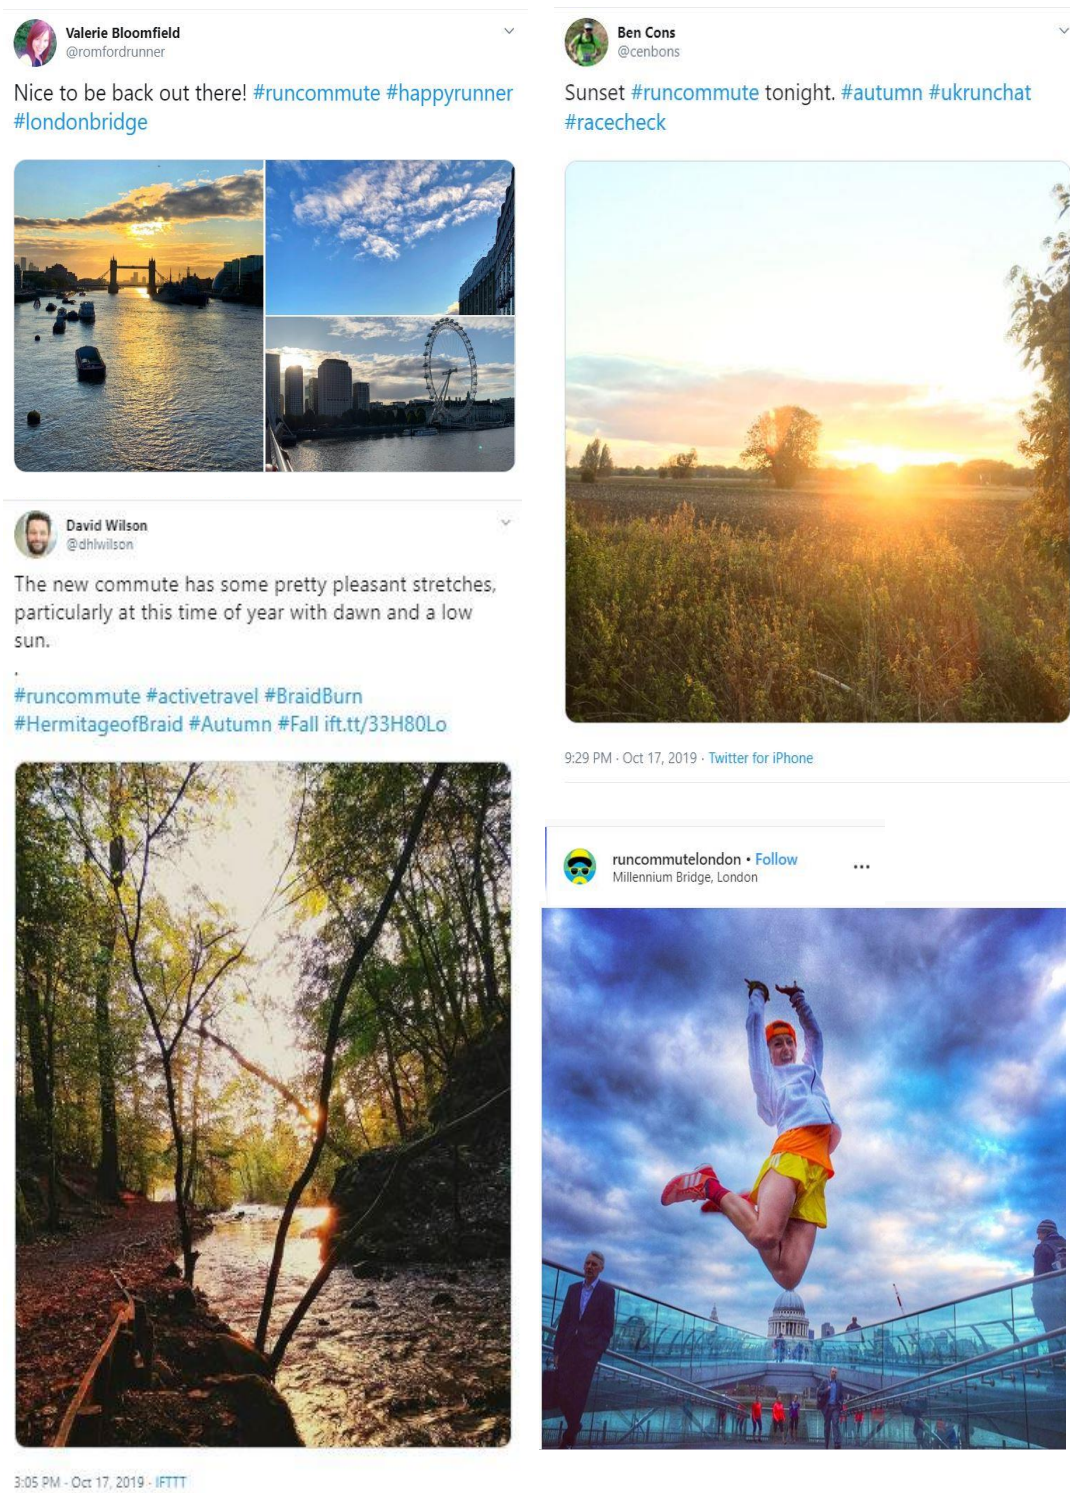 Valerie Bloomfield
@romfordrunner
Nice to be back out there! #runcommute #happyrunner
#londonbridge
David Wilson
@dhlwilson
The new commute has some pretty pleasant stretches,
particularly at this time of year with dawn and a low
sun.
.
#runcommute #activetravel #BraidBurn
#HermitageofBraid #Autumn #Fall ift.tt/33H80Lo
3:05 PM - Oct 17, 2019 · IFTTT
Ben Cons
@cenbons
Sunset #runcommute tonight. #autumn #ukrunchat
#racecheck
9:29 PM · Oct 17, 2019 · Twitter for iPhone
runcommutelondon • Follow
Millennium Bridge, London